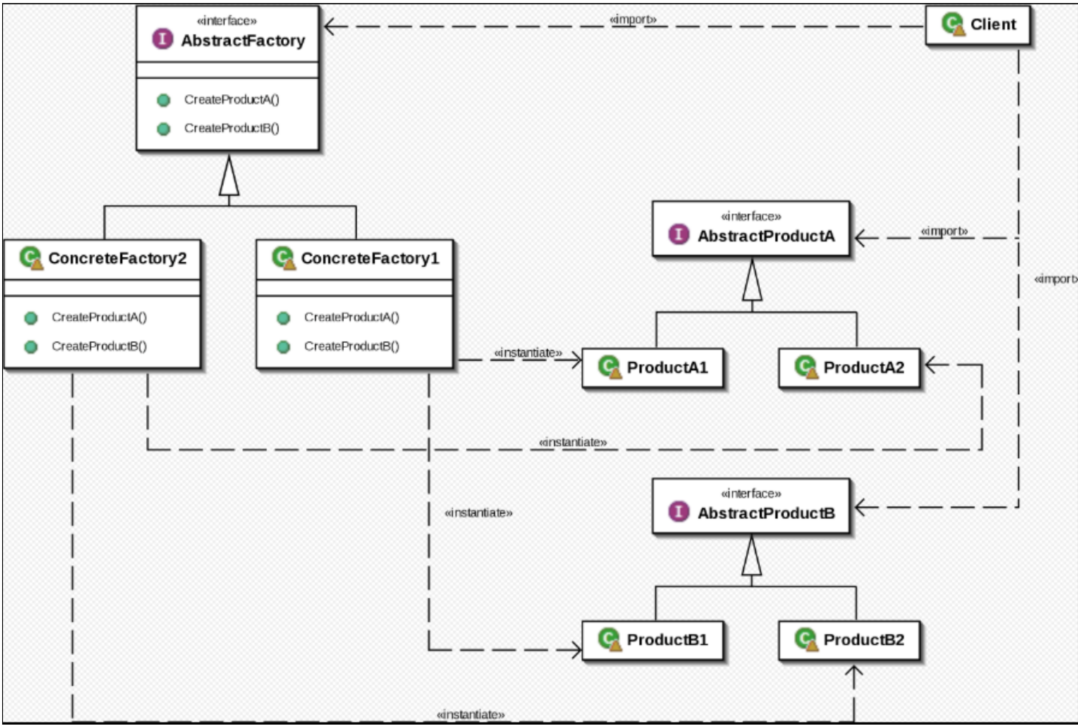 «interface»
AbstractFactory
CreateProductA()
CreateProductB()
«import»
Client
ConcreteFactory2
CreateProductA()
CreateProductB()
ConcreteFactory1
CreateProductA()
CreateProductB()
«interface»
AbstractProductA
«import»
«import»
«instantiate»
ProductA1
ProductA2
«instantiate»
«interface»
AbstractProductB
«instantiate»
ProductB1
ProductB2
«instantiate»